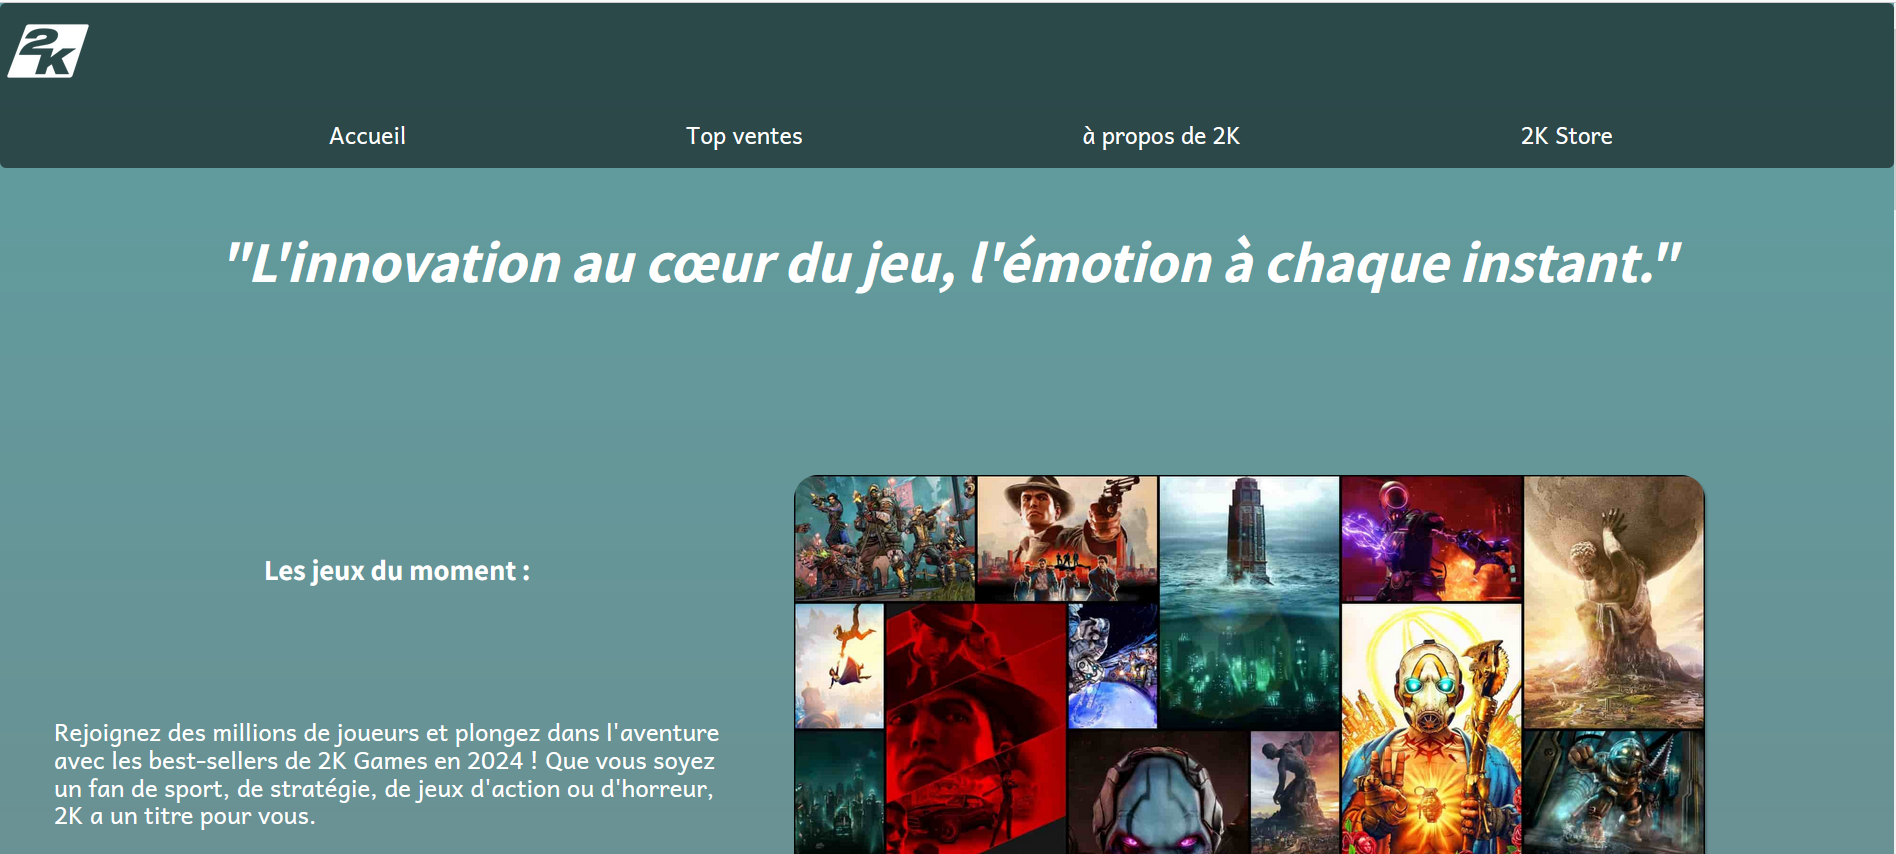 2K
Accueil
Top ventes
à propos de 2K
2K Store
"L'innovation au cœur du jeu, l'émotion à chaque instant."
Les jeux du moment :
Rejoignez des millions de joueurs et plongez dans l'aventure
avec les best-sellers de 2K Games en 2024 ! Que vous soyez
un fan de sport, de stratégie, de jeux d'action ou d'horreur,
2K a un titre pour vous.